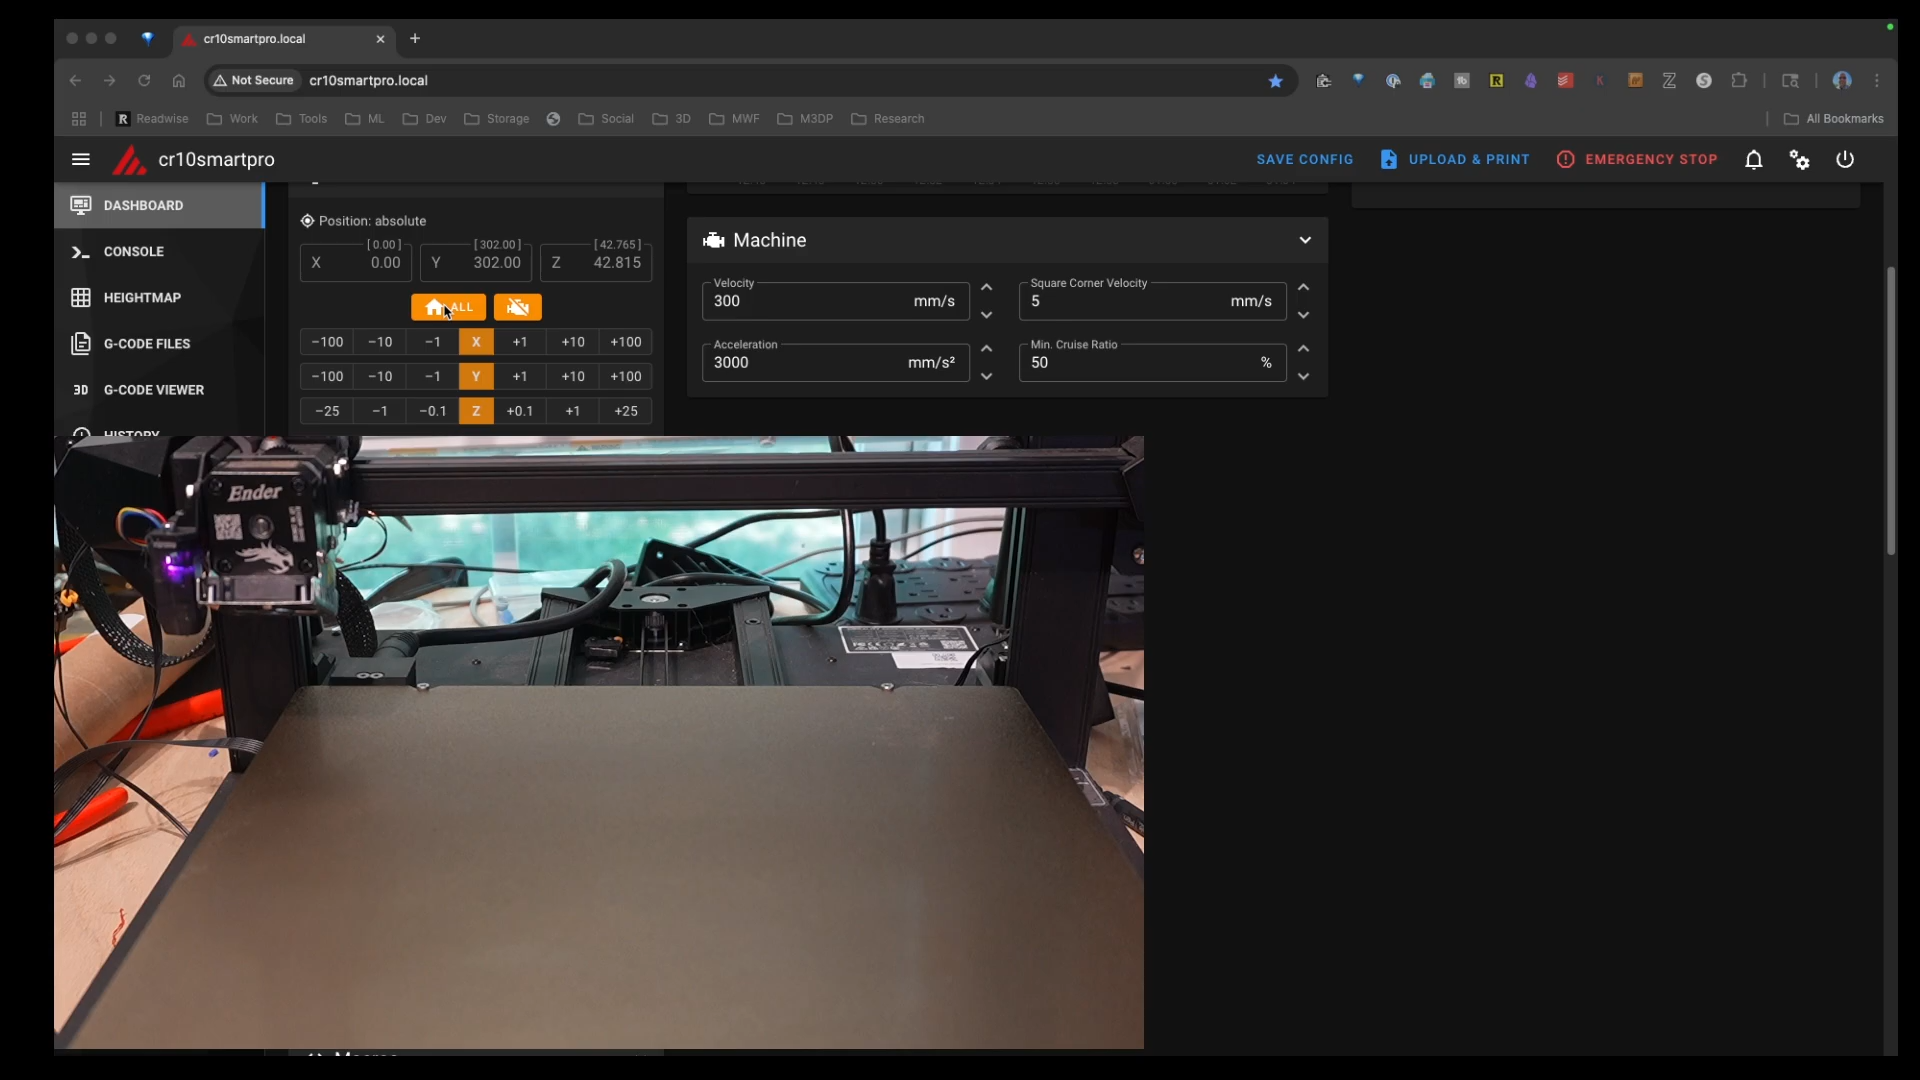 cr10smartpro.local
Not Secure
cr10smartpro.local
Readwise
Work
Tools
ML
Dev
Storage
Social
3D
MWF
M3DP
Research
All Bookmarks
cr10smartpro
SAVE CONFIG
UPLOAD & PRINT
EMERGENCY STOP
DASHBOARD
CONSOLE
HEIGHTMAP
G-CODE FILES
3D G-CODE VIEWER
HISTORY
Position: absolute
[ 0.00 ] [ 302.00 ] [ 42.765 ]
X 0.00 Y 302.00 Z 42.815
ALL
−100 −10 −1 X +1 +10 +100
−100 −10 −1 Y +1 +10 +100
−25 −1 −0.1 Z +0.1 +1 +25
Machine
Velocity
300 mm/s
Square Corner Velocity
5 mm/s
Acceleration
3000 mm/s²
Min. Cruise Ratio
50 %
Ender